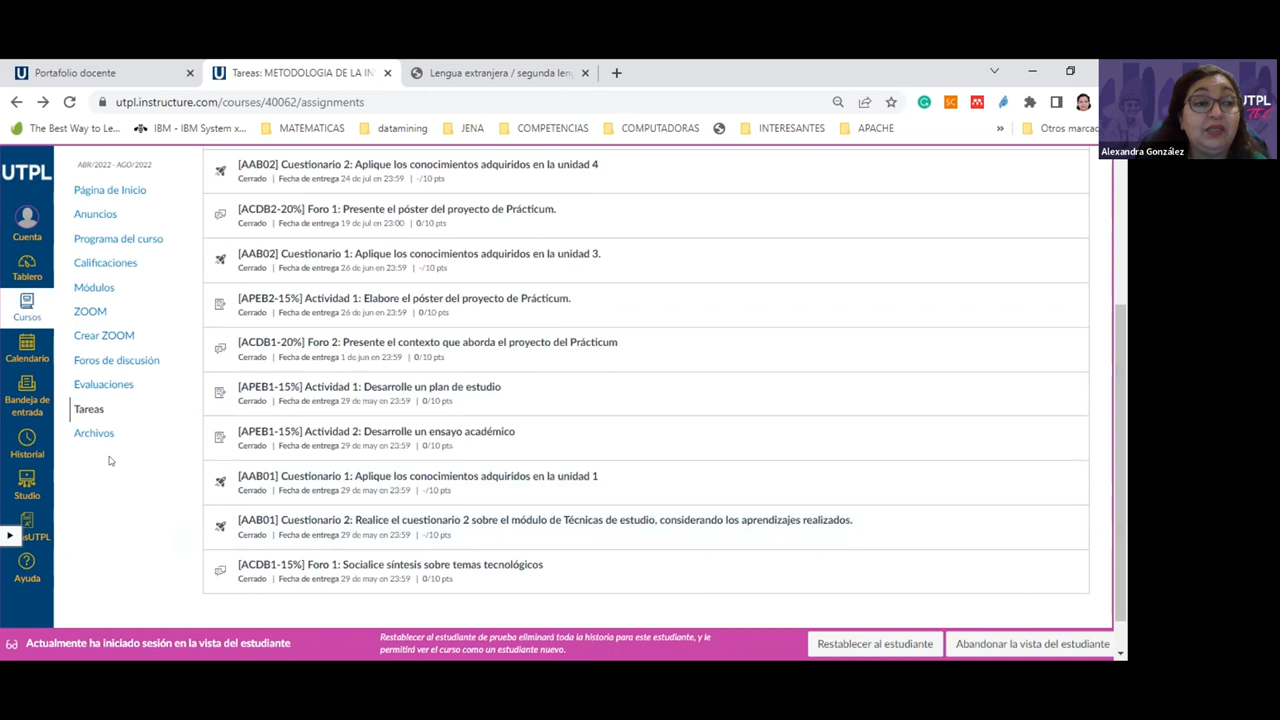 Portafolio docente
Tareas: METODOLOGIA DE LA IN
Lengua extranjera / segunda leng
utpl.instructure.com/courses/40062/assignments
The Best Way to Le...
IBM - IBM System x...
MATEMATICAS
datamining
JENA
COMPETENCIAS
COMPUTADORAS
INTERESANTES
APACHE
»
Otros marcad
UTPL
Alexandra González
UTPL
Cuenta
Tablero
Cursos
Calendario
Bandeja de
entrada
Historial
Studio
Ayuda
ABR/2022 - AGO/2022
Página de Inicio
Anuncios
Programa del curso
Calificaciones
Módulos
ZOOM
Crear ZOOM
Foros de discusión
Evaluaciones
Tareas
Archivos
[AAB02] Cuestionario 2: Aplique los conocimientos adquiridos en la unidad 4
Cerrado | Fecha de entrega 24 de jul en 23:59 | -/10 pts
[ACDB2-20%] Foro 1: Presente el póster del proyecto de Prácticum.
Cerrado | Fecha de entrega 19 de jul en 23:00 | 0/10 pts
[AAB02] Cuestionario 1: Aplique los conocimientos adquiridos en la unidad 3.
Cerrado | Fecha de entrega 26 de jun en 23:59 | -/10 pts
[APEB2-15%] Actividad 1: Elabore el póster del proyecto de Prácticum.
Cerrado | Fecha de entrega 26 de jun en 23:59 | 0/10 pts
[ACDB1-20%] Foro 2: Presente el contexto que aborda el proyecto del Prácticum
Cerrado | Fecha de entrega 1 de jun en 23:59 | 0/10 pts
[APEB1-15%] Actividad 1: Desarrolle un plan de estudio
Cerrado | Fecha de entrega 29 de may en 23:59 | 0/10 pts
[APEB1-15%] Actividad 2: Desarrolle un ensayo académico
Cerrado | Fecha de entrega 29 de may en 23:59 | 0/10 pts
[AAB01] Cuestionario 1: Aplique los conocimientos adquiridos en la unidad 1
Cerrado | Fecha de entrega 29 de may en 23:59 | -/10 pts
[AAB01] Cuestionario 2: Realice el cuestionario 2 sobre el módulo de Técnicas de estudio, considerando los aprendizajes realizados.
Cerrado | Fecha de entrega 29 de may en 23:59 | -/10 pts
[ACDB1-15%] Foro 1: Socialice síntesis sobre temas tecnológicos
Cerrado | Fecha de entrega 29 de may en 23:59 | 0/10 pts
Actualmente ha iniciado sesión en la vista del estudiante
Restablecer al estudiante de prueba eliminará toda la historia para este estudiante, y le
permitirá ver el curso como un estudiante nuevo.
Restablecer al estudiante
Abandonar la vista del estudiante